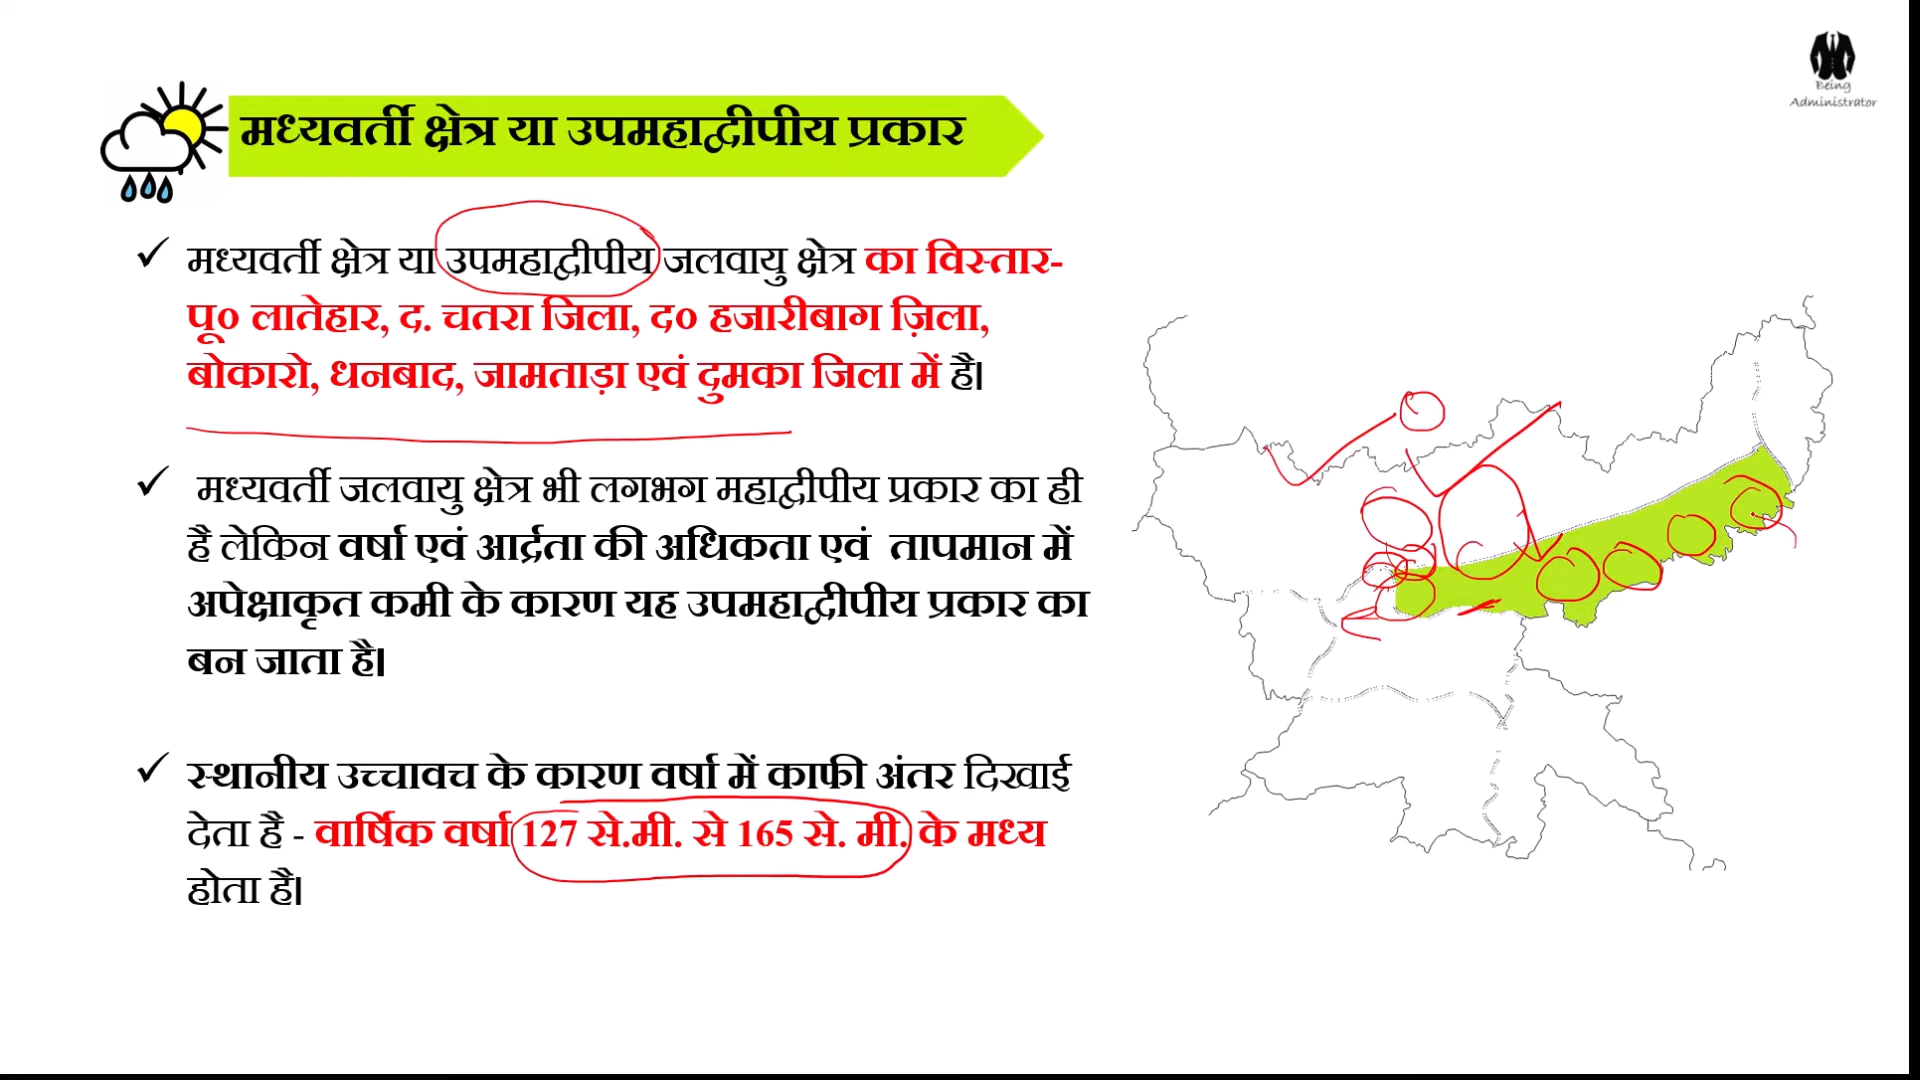 Being
Administrator
मध्यवर्ती क्षेत्र या उपमहाद्वीपीय प्रकार
✓ मध्यवर्ती क्षेत्र या उपमहाद्वीपीय जलवायु क्षेत्र का विस्तार-
पू० लातेहार, द. चतरा जिला, द० हजारीबाग ज़िला,
बोकारो, धनबाद, जामताड़ा एवं दुमका जिला में है।
✓ मध्यवर्ती जलवायु क्षेत्र भी लगभग महाद्वीपीय प्रकार का ही
है लेकिन वर्षा एवं आर्द्रता की अधिकता एवं तापमान में
अपेक्षाकृत कमी के कारण यह उपमहाद्वीपीय प्रकार का
बन जाता है।
✓ स्थानीय उच्चावच के कारण वर्षा में काफी अंतर दिखाई
देता है - वार्षिक वर्षा 127 से.मी. से 165 से. मी. के मध्य
होता है।